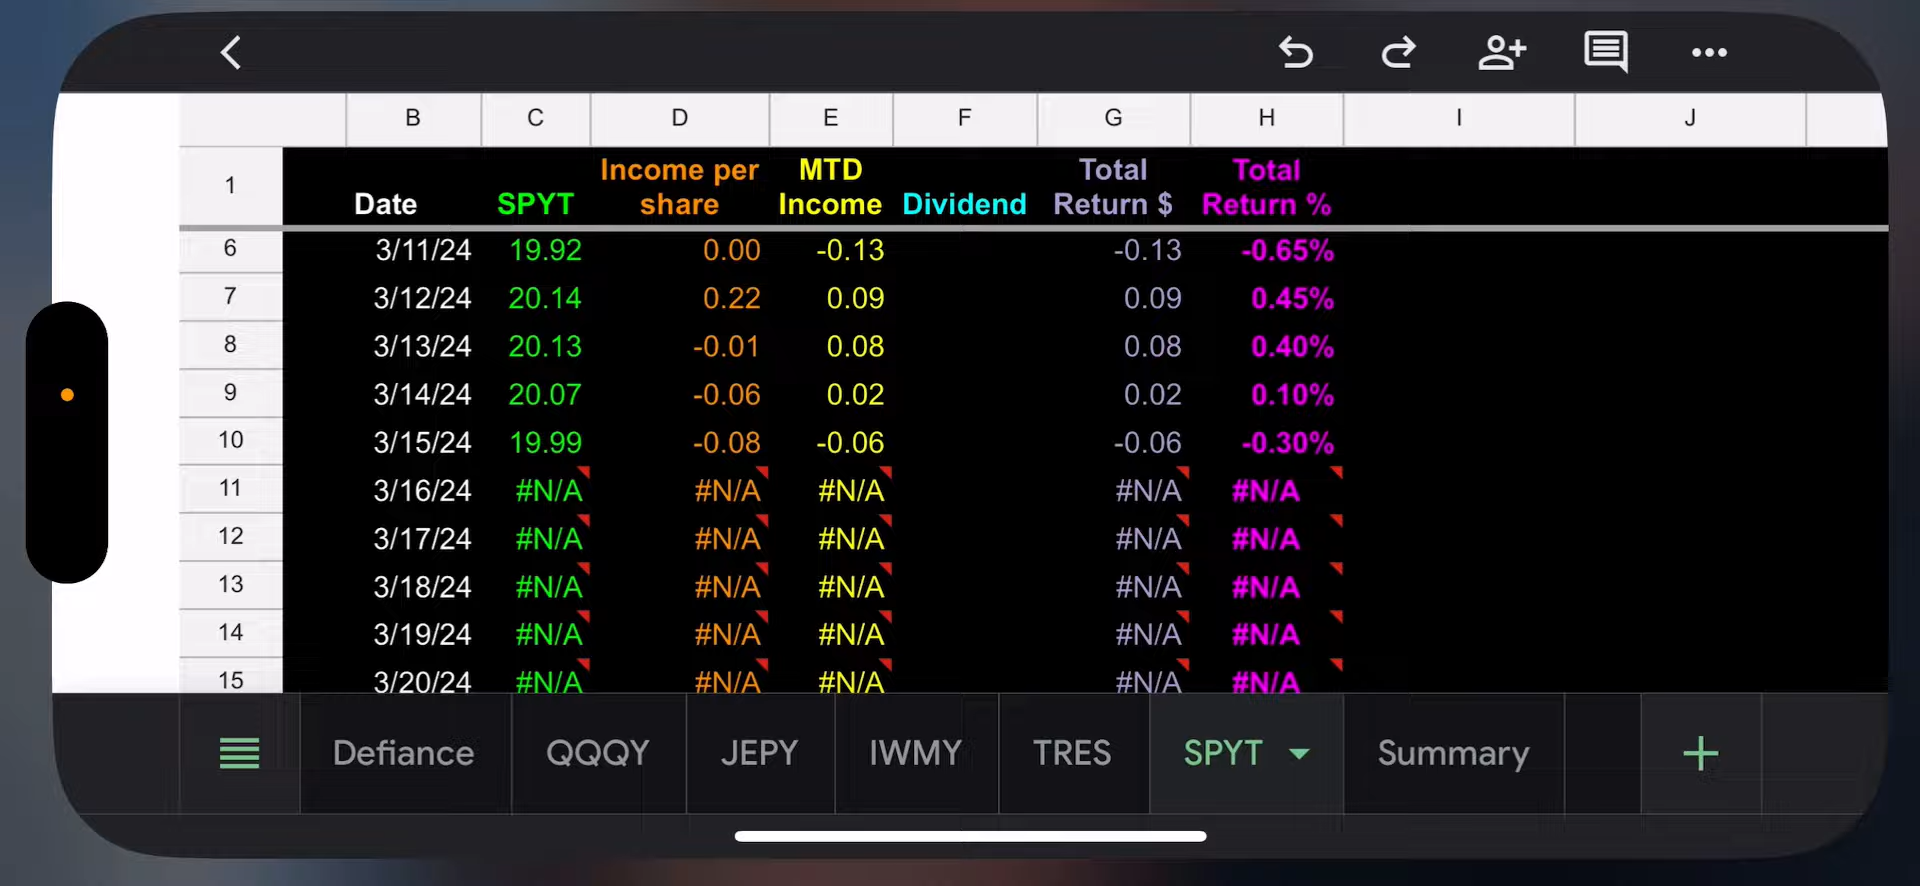 B C D E F G H I J
1 Date SPYT Income per share MTD Income Dividend Total Return $ Total Return %
6 3/11/24 19.92 0.00 -0.13 -0.13 -0.65%
7 3/12/24 20.14 0.22 0.09 0.09 0.45%
8 3/13/24 20.13 -0.01 0.08 0.08 0.40%
9 3/14/24 20.07 -0.06 0.02 0.02 0.10%
10 3/15/24 19.99 -0.08 -0.06 -0.06 -0.30%
11 3/16/24 #N/A #N/A #N/A #N/A #N/A
12 3/17/24 #N/A #N/A #N/A #N/A #N/A
13 3/18/24 #N/A #N/A #N/A #N/A #N/A
14 3/19/24 #N/A #N/A #N/A #N/A #N/A
15 3/20/24 #N/A #N/A #N/A #N/A #N/A
Defiance QQQY JEPY IWMY TRES SPYT Summary